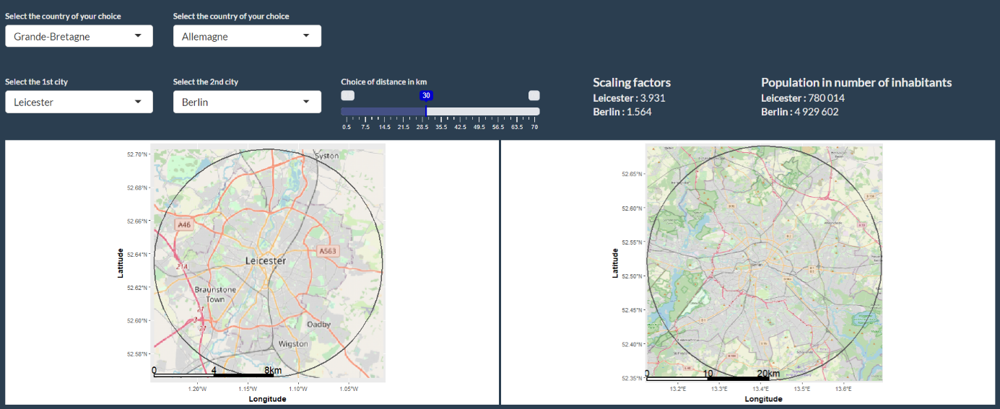 Select the country of your choice
Select the country of your choice
Grande-Bretagne
Allemagne
Select the 1st city
Select the 2nd city
Choice of distance in km
Leicester
Berlin
30
0.5 7.5 14.5 21.5 28.5 35.5 42.5 49.5 56.5 63.5 70
Scaling factors
Leicester : 3.931
Berlin : 1.564
Population in number of inhabitants
Leicester : 780 014
Berlin : 4 929 602
Latitude
52.70°N
52.68°N
52.66°N
52.64°N
52.62°N
52.60°N
52.58°N
Syston
A46
A563
Leicester
21A
Braunstone
Town
21
Oadby
Wigston
0 4 8km
1.20°W 1.15°W 1.10°W 1.05°W
Longitude
Latitude
52.65°N
52.60°N
52.55°N
52.50°N
52.45°N
52.40°N
52.35°N
0 10 20km
13.2°E 13.3°E 13.4°E 13.5°E 13.6°E
Longitude